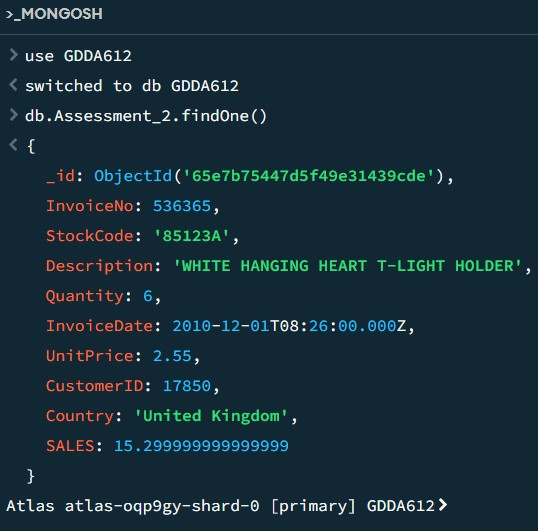 >_MONGOSH
> use GDDA612
< switched to db GDDA612
> db.Assessment_2.findOne()
< {
_id: ObjectId('65e7b75447d5f49e31439cde'),
InvoiceNo: 536365,
StockCode: '85123A',
Description: 'WHITE HANGING HEART T-LIGHT HOLDER',
Quantity: 6,
InvoiceDate: 2010-12-01T08:26:00.000Z,
UnitPrice: 2.55,
CustomerID: 17850,
Country: 'United Kingdom',
SALES: 15.299999999999999
}
Atlas atlas-oqp9gy-shard-0 [primary] GDDA612>